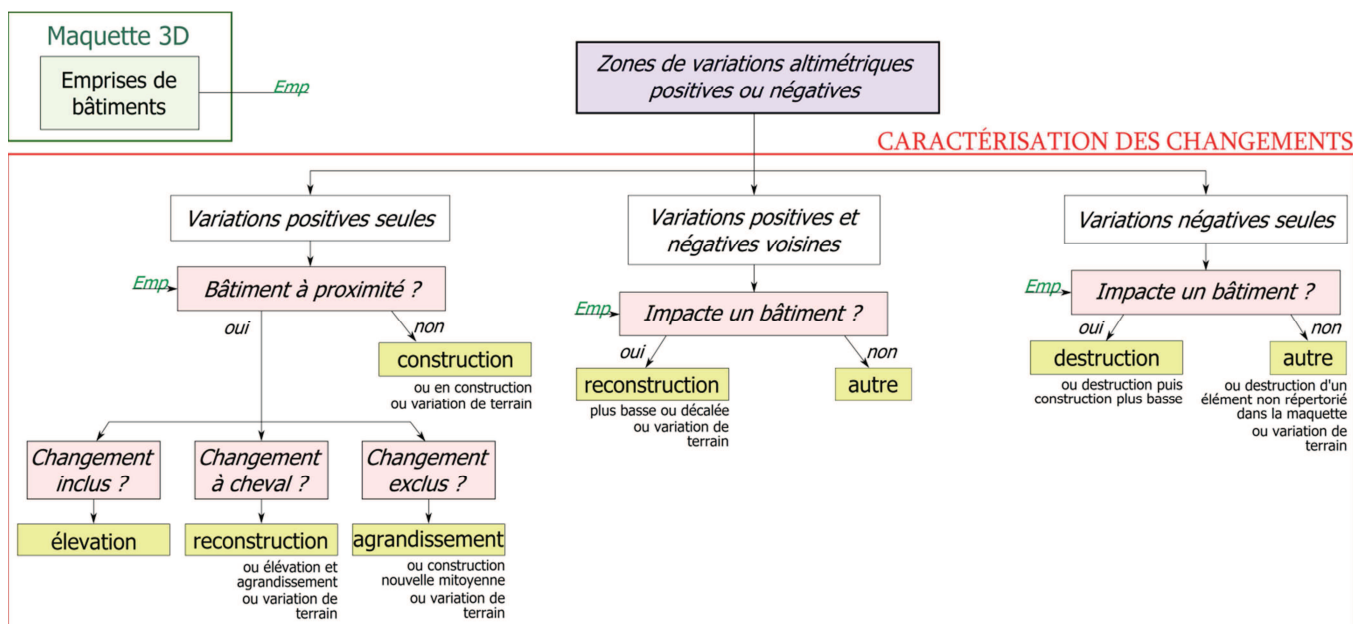 Maquette 3D
Emprises de
bâtiments
Emp
Zones de variations altimétriques
positives ou négatives
CARACTÉRISATION DES CHANGEMENTS
Variations positives seules
Bâtiment à proximité ?
Emp
oui
non
construction
ou en construction
ou variation de terrain
Changement
inclus ?
élevation
Changement
à cheval ?
reconstruction
ou élévation et
agrandissement
ou variation de
terrain
Changement
exclus ?
agrandissement
ou construction
nouvelle mitoyenne
ou variation de
terrain
Variations positives et
négatives voisines
Emp
Impacte un bâtiment ?
oui
non
reconstruction
plus basse ou décalée
ou variation de
terrain
autre
Variations négatives seules
Emp
Impacte un bâtiment ?
oui
non
destruction
ou destruction puis
construction plus basse
autre
ou destruction d'un
élément non répertorié
dans la maquette
ou variation de
terrain